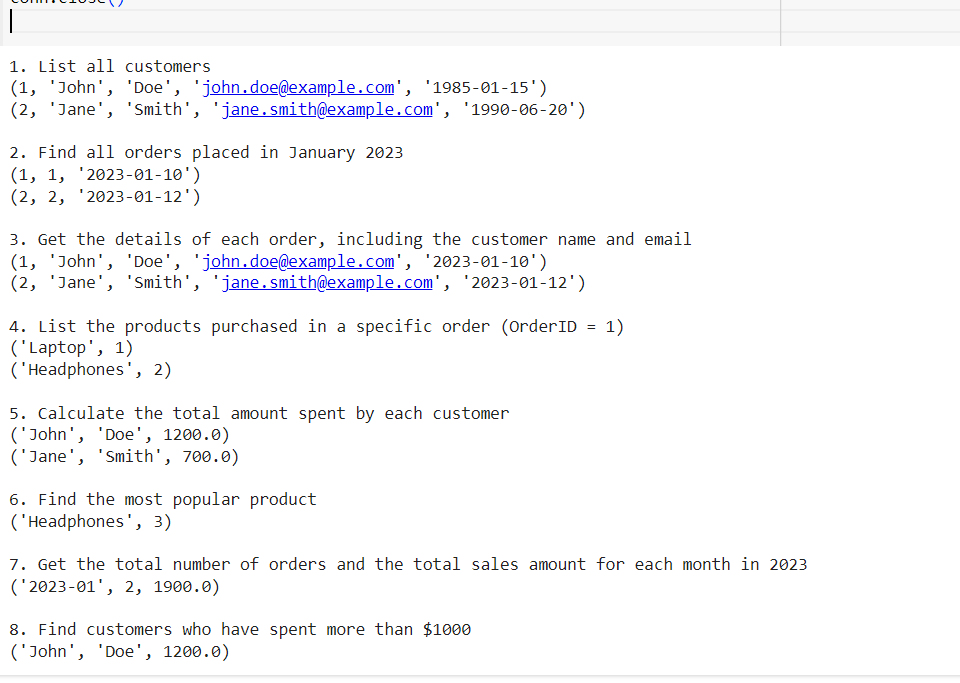 conn.close()
1. List all customers
(1, 'John', 'Doe', 'john.doe@example.com', '1985-01-15')
(2, 'Jane', 'Smith', 'jane.smith@example.com', '1990-06-20')
2. Find all orders placed in January 2023
(1, 1, '2023-01-10')
(2, 2, '2023-01-12')
3. Get the details of each order, including the customer name and email
(1, 'John', 'Doe', 'john.doe@example.com', '2023-01-10')
(2, 'Jane', 'Smith', 'jane.smith@example.com', '2023-01-12')
4. List the products purchased in a specific order (OrderID = 1)
('Laptop', 1)
('Headphones', 2)
5. Calculate the total amount spent by each customer
('John', 'Doe', 1200.0)
('Jane', 'Smith', 700.0)
6. Find the most popular product
('Headphones', 3)
7. Get the total number of orders and the total sales amount for each month in 2023
('2023-01', 2, 1900.0)
8. Find customers who have spent more than $1000
('John', 'Doe', 1200.0)